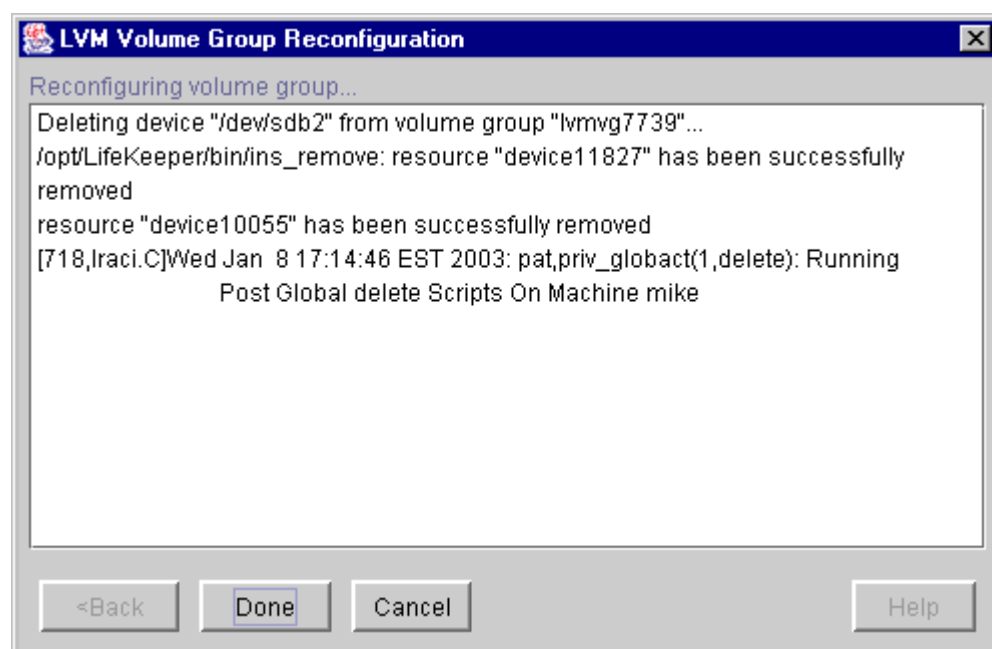 LVM Volume Group Reconfiguration
Reconfiguring volume group...
Deleting device "/dev/sdb2" from volume group "lvmvg7739"...
/opt/LifeKeeper/bin/ins_remove: resource "device11827" has been successfully
removed
resource "device10055" has been successfully removed
[718,lraci.C]Wed Jan  8 17:14:46 EST 2003: pat,priv_globact(1,delete): Running
Post Global delete Scripts On Machine mike
<Back Done Cancel Help